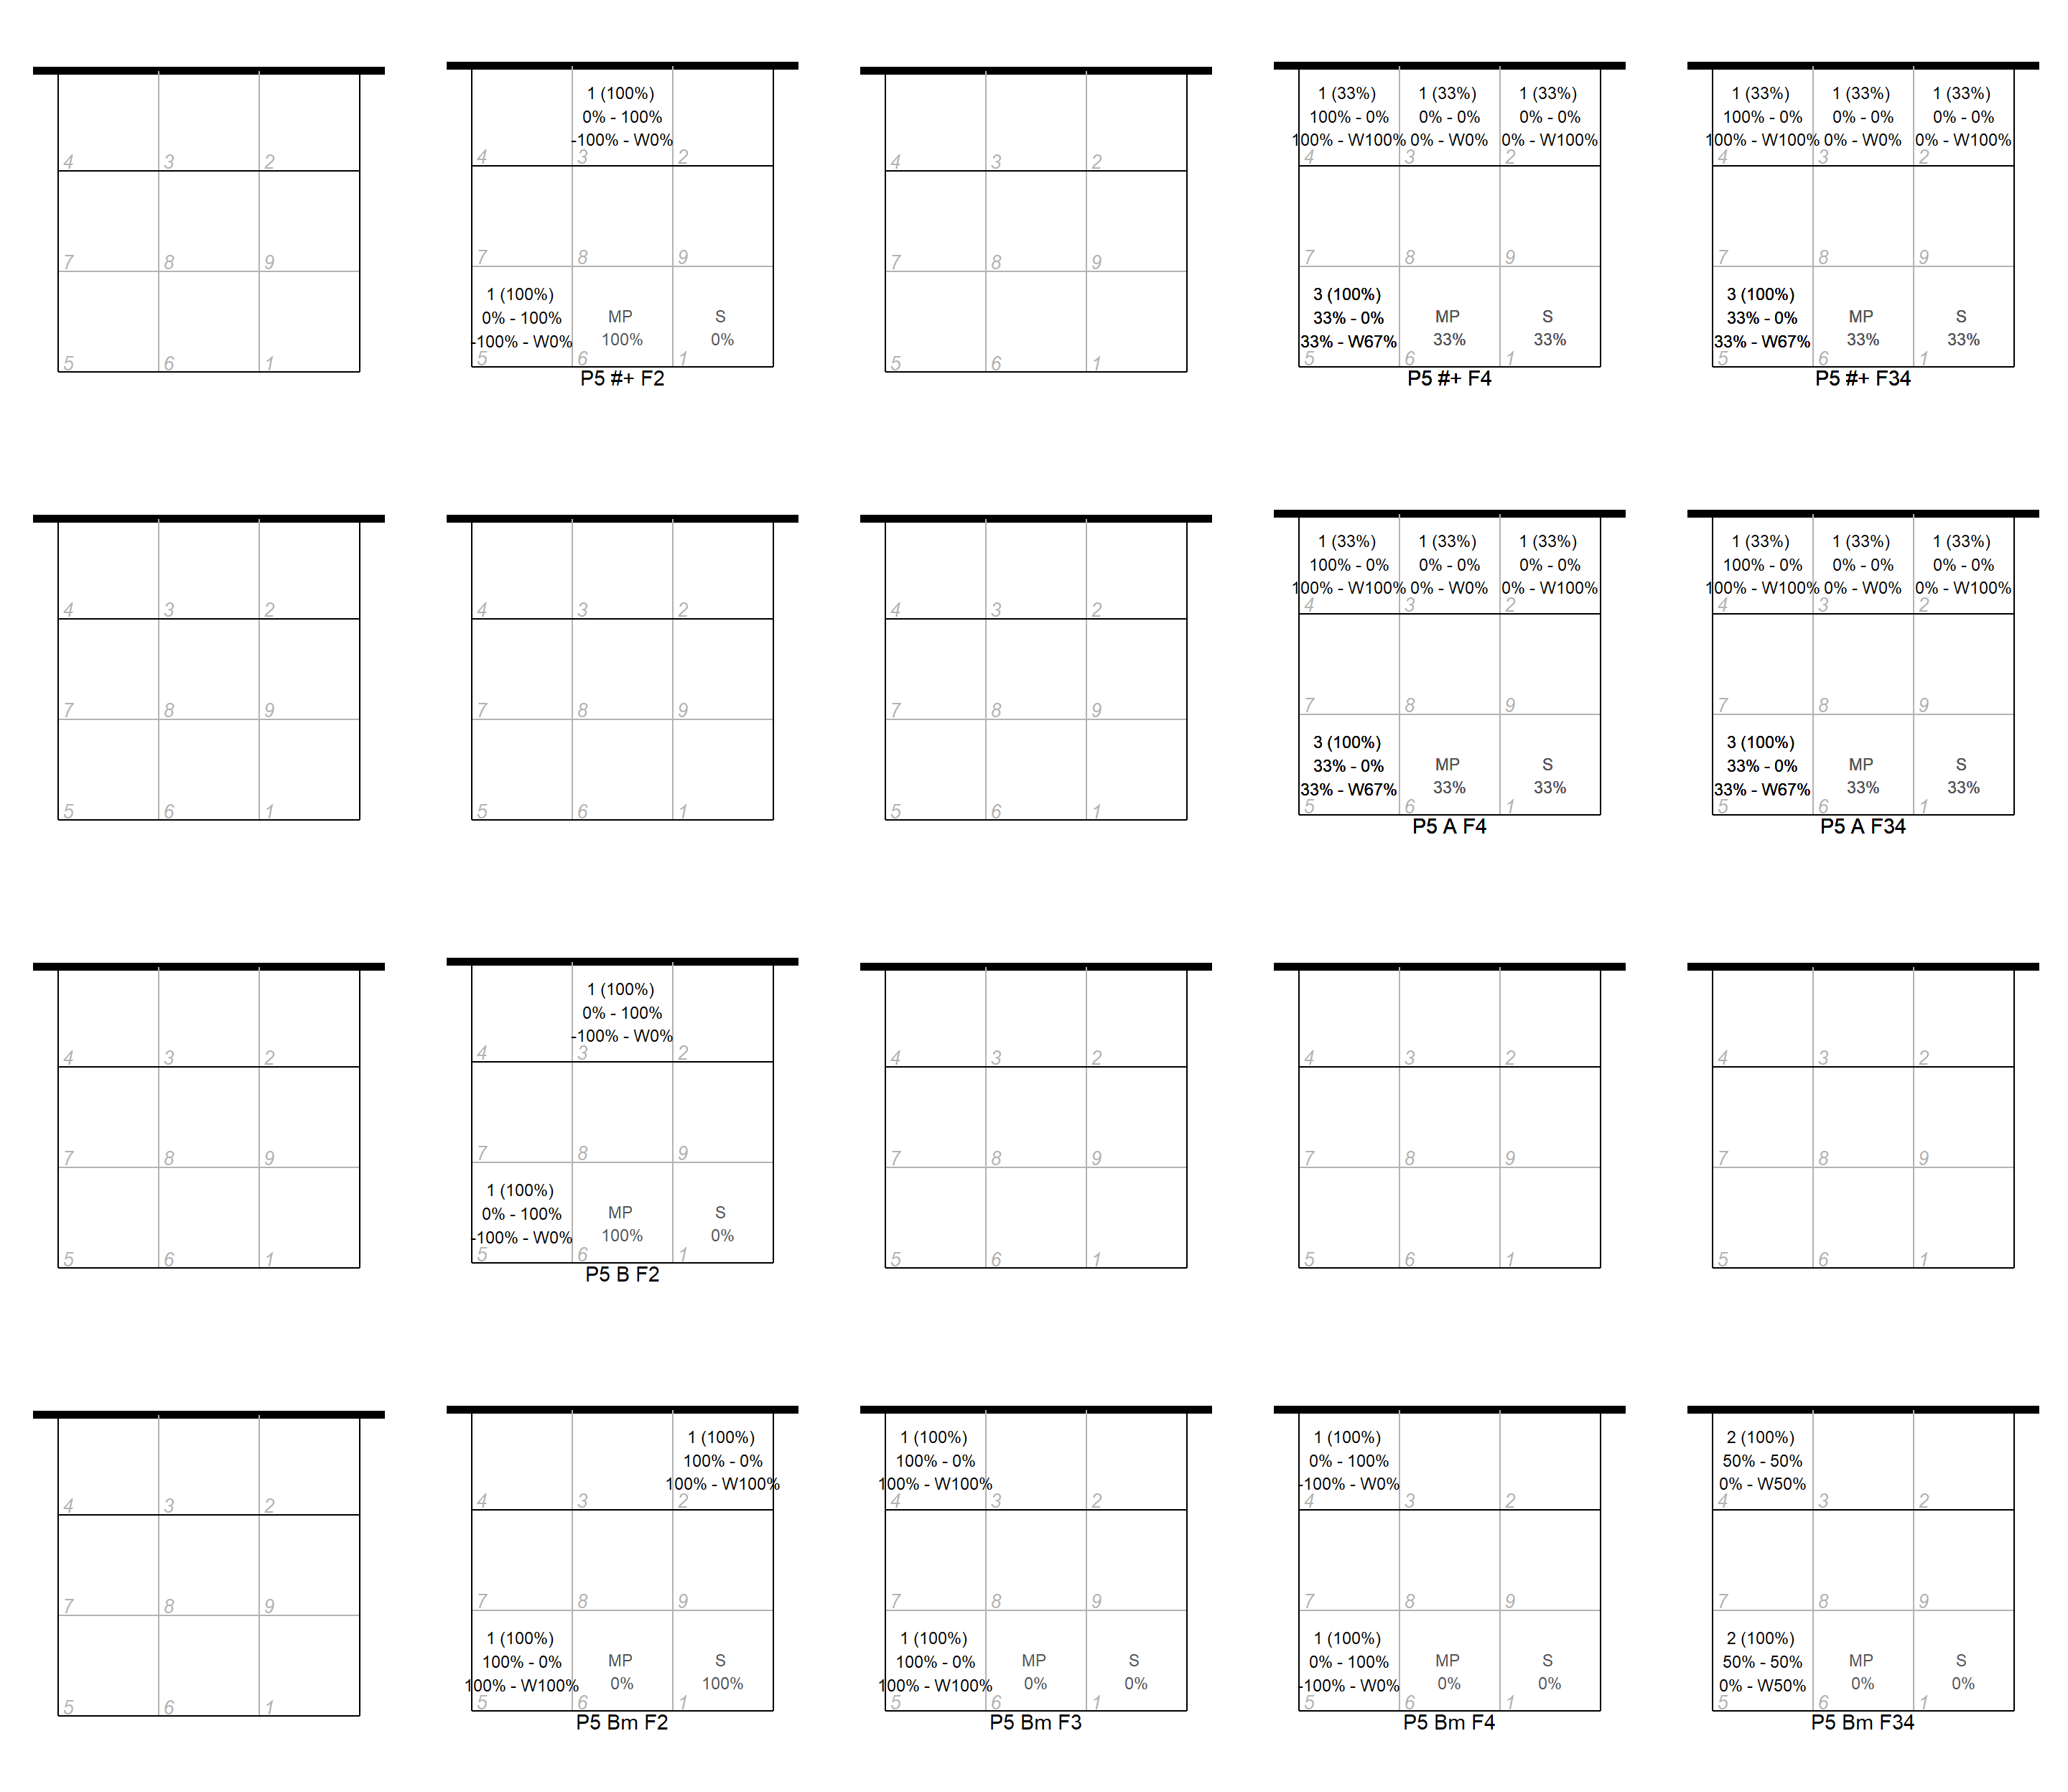 4 3 2
7 8 9
5 6 1
1 (100%)
0% - 100%
-100% - W0%
4 3 2
7 8 9
1 (100%)
0% - 100% MP S
-100% - W0% 100% 0%
5 6 1
P5 #+ F2
4 3 2
7 8 9
5 6 1
1 (33%) 1 (33%) 1 (33%)
100% - 0% 0% - 0% 0% - 0%
100% - W100% 0% - W0% 0% - W100%
4 3 2
7 8 9
3 (100%)
33% - 0% MP S
33% - W67% 33% 33%
5 6 1
P5 #+ F4
1 (33%) 1 (33%) 1 (33%)
100% - 0% 0% - 0% 0% - 0%
100% - W100% 0% - W0% 0% - W100%
4 3 2
7 8 9
3 (100%)
33% - 0% MP S
33% - W67% 33% 33%
5 6 1
P5 #+ F34
4 3 2
7 8 9
5 6 1
4 3 2
7 8 9
5 6 1
4 3 2
7 8 9
5 6 1
1 (33%) 1 (33%) 1 (33%)
100% - 0% 0% - 0% 0% - 0%
100% - W100% 0% - W0% 0% - W100%
4 3 2
7 8 9
3 (100%)
33% - 0% MP S
33% - W67% 33% 33%
5 6 1
P5 A F4
1 (33%) 1 (33%) 1 (33%)
100% - 0% 0% - 0% 0% - 0%
100% - W100% 0% - W0% 0% - W100%
4 3 2
7 8 9
3 (100%)
33% - 0% MP S
33% - W67% 33% 33%
5 6 1
P5 A F34
4 3 2
7 8 9
5 6 1
1 (100%)
0% - 100%
-100% - W0%
4 3 2
7 8 9
1 (100%)
0% - 100% MP S
-100% - W0% 100% 0%
5 6 1
P5 B F2
4 3 2
7 8 9
5 6 1
4 3 2
7 8 9
5 6 1
4 3 2
7 8 9
5 6 1
4 3 2
7 8 9
5 6 1
1 (100%)
100% - 0%
100% - W100%
4 3 2
7 8 9
1 (100%)
100% - 0% MP S
100% - W100% 0% 100%
5 6 1
P5 Bm F2
1 (100%)
100% - 0%
100% - W100%
4 3 2
7 8 9
1 (100%)
100% - 0% MP S
100% - W100% 0% 0%
5 6 1
P5 Bm F3
1 (100%)
0% - 100%
-100% - W0%
4 3 2
7 8 9
1 (100%)
0% - 100% MP S
-100% - W0% 0% 0%
5 6 1
P5 Bm F4
2 (100%)
50% - 50%
0% - W50%
4 3 2
7 8 9
2 (100%)
50% - 50% MP S
0% - W50% 0% 0%
5 6 1
P5 Bm F34